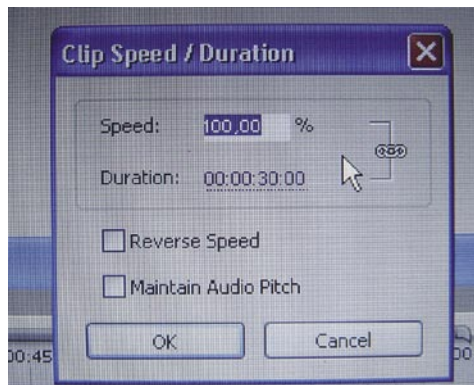 Clip Speed / Duration
Speed: 100,00 %
Duration: 00:00:30:00
Reverse Speed
Maintain Audio Pitch
OK Cancel
00:45 00